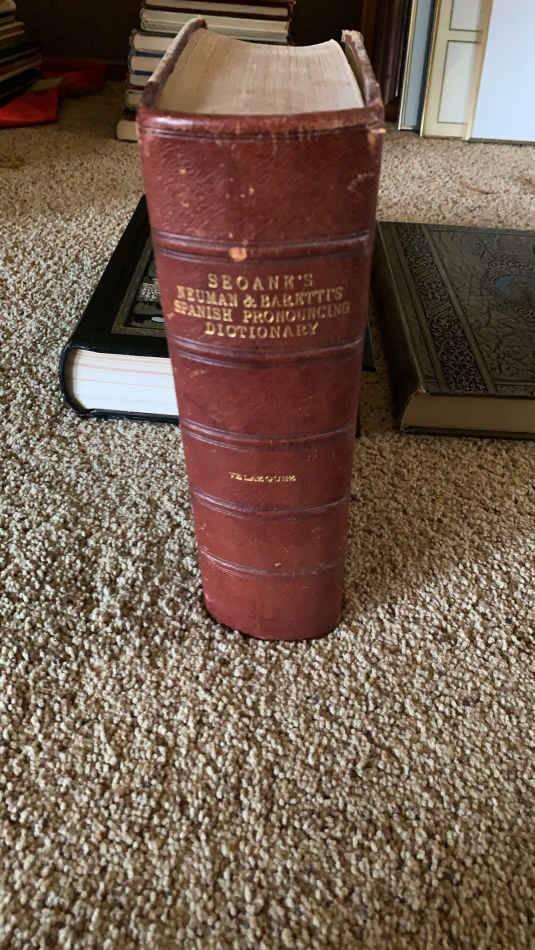 SEOANE'S
NEUMAN & BARETTI'S
SPANISH PRONOUNCING
DICTIONARY
VELAZQUEZ